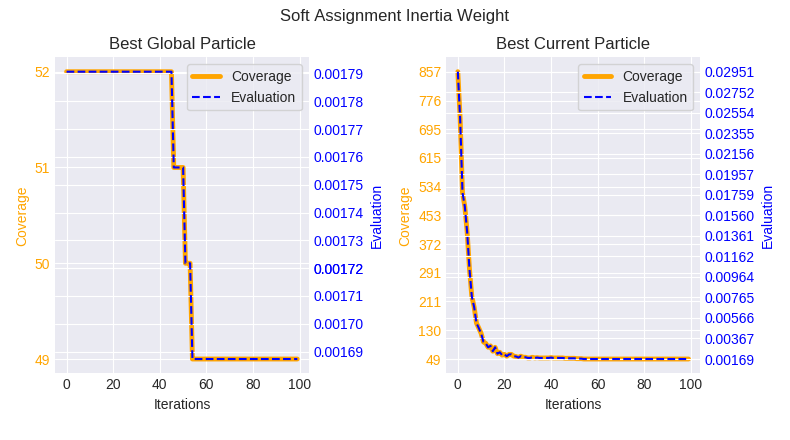 Soft Assignment Inertia Weight
Best Global Particle
Coverage
Evaluation
52
51
50
49
Coverage
0.00179
0.00178
0.00177
0.00176
0.00175
0.00174
0.00173
0.00172
0.00171
0.00170
0.00169
Evaluation
0 20 40 60 80 100
Iterations
Best Current Particle
Coverage
Evaluation
857
776
695
615
534
453
372
291
211
130
49
Coverage
0.02951
0.02752
0.02554
0.02355
0.02156
0.01957
0.01759
0.01560
0.01361
0.01162
0.00964
0.00765
0.00566
0.00367
0.00169
Evaluation
0 20 40 60 80 100
Iterations